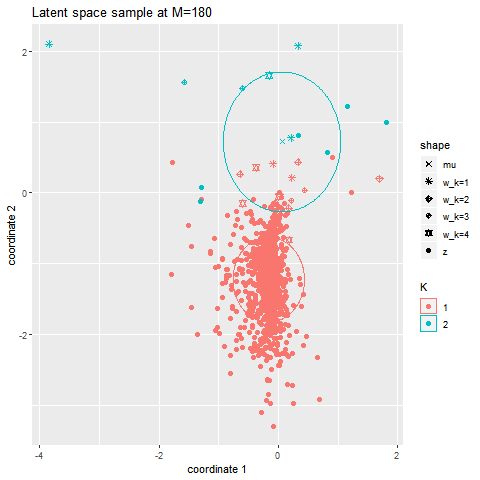 Latent space sample at M=180
2
0
-2
coordinate 2
-4
-2
0
2
coordinate 1
shape
mu
w_k=1
w_k=2
w_k=3
w_k=4
z
K
1
2